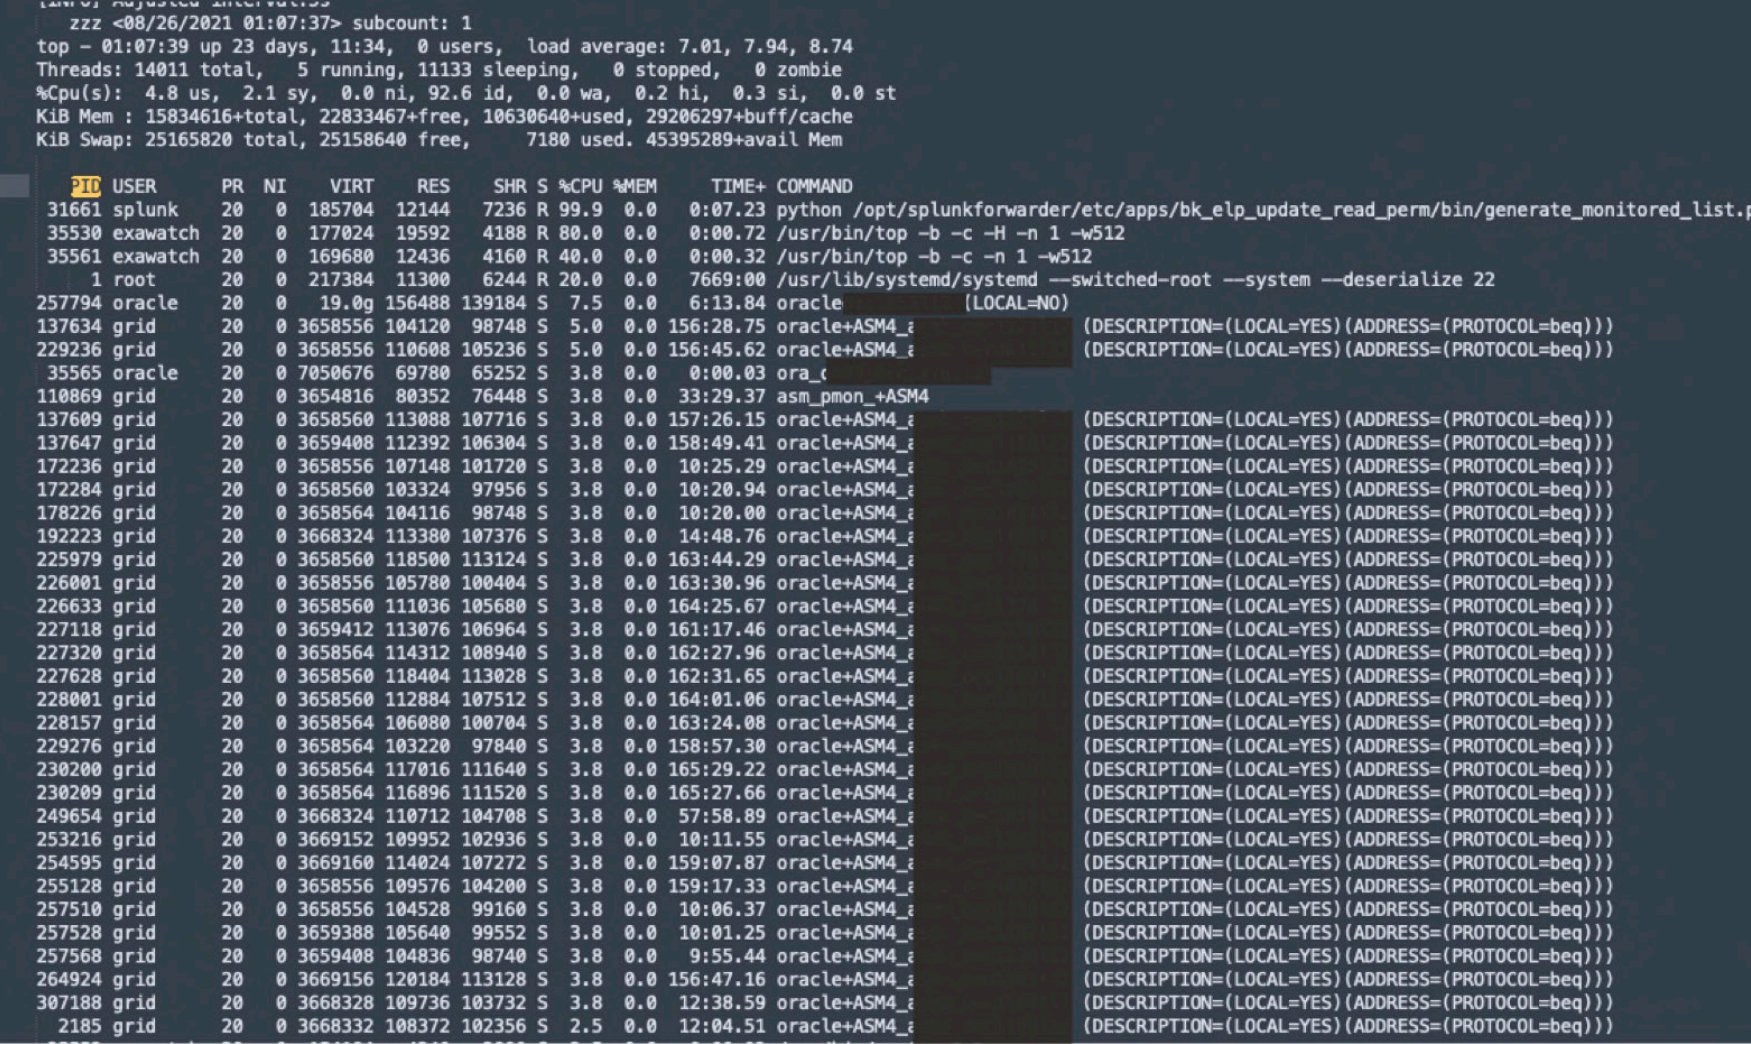 [INFO] Adjusted interval:5s
zzz <08/26/2021 01:07:37> subcount: 1
top - 01:07:39 up 23 days, 11:34,  0 users,  load average: 7.01, 7.94, 8.74
Threads: 14011 total,   5 running, 11133 sleeping,   0 stopped,   0 zombie
%Cpu(s):  4.8 us,  2.1 sy,  0.0 ni, 92.6 id,  0.0 wa,  0.2 hi,  0.3 si,  0.0 st
KiB Mem : 15834616+total, 22833467+free, 10630640+used, 29206297+buff/cache
KiB Swap: 25165820 total, 25158640 free,     7180 used. 45395289+avail Mem
PID USER PR NI VIRT RES SHR S %CPU %MEM TIME+ COMMAND
31661 splunk 20 0 185704 12144 7236 R 99.9 0.0 0:07.23 python /opt/splunkforwarder/etc/apps/bk_elp_update_read_perm/bin/generate_monitored_list.p
35530 exawatch 20 0 177024 19592 4188 R 80.0 0.0 0:00.72 /usr/bin/top -b -c -H -n 1 -w512
35561 exawatch 20 0 169680 12436 4160 R 40.0 0.0 0:00.32 /usr/bin/top -b -c -n 1 -w512
1 root 20 0 217384 11300 6244 R 20.0 0.0 7669:00 /usr/lib/systemd/systemd --switched-root --system --deserialize 22
257794 oracle 20 0 19.0g 156488 139184 S 7.5 0.0 6:13.84 oracle (LOCAL=NO)
137634 grid 20 0 3658556 104120 98748 S 5.0 0.0 156:28.75 oracle+ASM4_a (DESCRIPTION=(LOCAL=YES)(ADDRESS=(PROTOCOL=beq)))
229236 grid 20 0 3658556 110608 105236 S 5.0 0.0 156:45.62 oracle+ASM4_a (DESCRIPTION=(LOCAL=YES)(ADDRESS=(PROTOCOL=beq)))
35565 oracle 20 0 7050676 69780 65252 S 3.8 0.0 0:00.03 ora_
110869 grid 20 0 3654816 80352 76448 S 3.8 0.0 33:29.37 asm_pmon_+ASM4
137609 grid 20 0 3658560 113088 107716 S 3.8 0.0 157:26.15 oracle+ASM4_a (DESCRIPTION=(LOCAL=YES)(ADDRESS=(PROTOCOL=beq)))
137647 grid 20 0 3659408 112392 106304 S 3.8 0.0 158:49.41 oracle+ASM4_a (DESCRIPTION=(LOCAL=YES)(ADDRESS=(PROTOCOL=beq)))
172236 grid 20 0 3658556 107148 101720 S 3.8 0.0 10:25.29 oracle+ASM4_a (DESCRIPTION=(LOCAL=YES)(ADDRESS=(PROTOCOL=beq)))
172284 grid 20 0 3658560 103324 97956 S 3.8 0.0 10:20.94 oracle+ASM4_a (DESCRIPTION=(LOCAL=YES)(ADDRESS=(PROTOCOL=beq)))
178226 grid 20 0 3658564 104116 98748 S 3.8 0.0 10:20.00 oracle+ASM4_a (DESCRIPTION=(LOCAL=YES)(ADDRESS=(PROTOCOL=beq)))
192223 grid 20 0 3668324 113380 107376 S 3.8 0.0 14:48.76 oracle+ASM4_a (DESCRIPTION=(LOCAL=YES)(ADDRESS=(PROTOCOL=beq)))
225979 grid 20 0 3658560 118500 113124 S 3.8 0.0 163:44.29 oracle+ASM4_a (DESCRIPTION=(LOCAL=YES)(ADDRESS=(PROTOCOL=beq)))
226001 grid 20 0 3658556 105780 100404 S 3.8 0.0 163:30.96 oracle+ASM4_a (DESCRIPTION=(LOCAL=YES)(ADDRESS=(PROTOCOL=beq)))
226633 grid 20 0 3658560 111036 105680 S 3.8 0.0 164:25.67 oracle+ASM4_a (DESCRIPTION=(LOCAL=YES)(ADDRESS=(PROTOCOL=beq)))
227118 grid 20 0 3659412 113076 106964 S 3.8 0.0 161:17.46 oracle+ASM4_a (DESCRIPTION=(LOCAL=YES)(ADDRESS=(PROTOCOL=beq)))
227320 grid 20 0 3658564 114312 108940 S 3.8 0.0 162:27.96 oracle+ASM4_a (DESCRIPTION=(LOCAL=YES)(ADDRESS=(PROTOCOL=beq)))
227628 grid 20 0 3658560 118404 113028 S 3.8 0.0 162:31.65 oracle+ASM4_a (DESCRIPTION=(LOCAL=YES)(ADDRESS=(PROTOCOL=beq)))
228001 grid 20 0 3658560 112884 107512 S 3.8 0.0 164:01.06 oracle+ASM4_a (DESCRIPTION=(LOCAL=YES)(ADDRESS=(PROTOCOL=beq)))
228157 grid 20 0 3658564 106080 100704 S 3.8 0.0 163:24.08 oracle+ASM4_a (DESCRIPTION=(LOCAL=YES)(ADDRESS=(PROTOCOL=beq)))
229276 grid 20 0 3658564 103220 97840 S 3.8 0.0 158:57.30 oracle+ASM4_a (DESCRIPTION=(LOCAL=YES)(ADDRESS=(PROTOCOL=beq)))
230200 grid 20 0 3658564 117016 111640 S 3.8 0.0 165:29.22 oracle+ASM4_a (DESCRIPTION=(LOCAL=YES)(ADDRESS=(PROTOCOL=beq)))
230209 grid 20 0 3658564 116896 111520 S 3.8 0.0 165:27.66 oracle+ASM4_a (DESCRIPTION=(LOCAL=YES)(ADDRESS=(PROTOCOL=beq)))
249654 grid 20 0 3668324 110712 104708 S 3.8 0.0 57:58.89 oracle+ASM4_a (DESCRIPTION=(LOCAL=YES)(ADDRESS=(PROTOCOL=beq)))
253216 grid 20 0 3669152 109952 102936 S 3.8 0.0 10:11.55 oracle+ASM4_a (DESCRIPTION=(LOCAL=YES)(ADDRESS=(PROTOCOL=beq)))
254595 grid 20 0 3669160 114024 107272 S 3.8 0.0 159:07.87 oracle+ASM4_a (DESCRIPTION=(LOCAL=YES)(ADDRESS=(PROTOCOL=beq)))
255128 grid 20 0 3658556 109576 104200 S 3.8 0.0 159:17.33 oracle+ASM4_a (DESCRIPTION=(LOCAL=YES)(ADDRESS=(PROTOCOL=beq)))
257510 grid 20 0 3658556 104528 99160 S 3.8 0.0 10:06.37 oracle+ASM4_a (DESCRIPTION=(LOCAL=YES)(ADDRESS=(PROTOCOL=beq)))
257528 grid 20 0 3659388 105640 99552 S 3.8 0.0 10:01.25 oracle+ASM4_a (DESCRIPTION=(LOCAL=YES)(ADDRESS=(PROTOCOL=beq)))
257568 grid 20 0 3659408 104836 98740 S 3.8 0.0 9:55.44 oracle+ASM4_a (DESCRIPTION=(LOCAL=YES)(ADDRESS=(PROTOCOL=beq)))
264924 grid 20 0 3669156 120184 113128 S 3.8 0.0 156:47.16 oracle+ASM4_a (DESCRIPTION=(LOCAL=YES)(ADDRESS=(PROTOCOL=beq)))
307188 grid 20 0 3668328 109736 103732 S 3.8 0.0 12:38.59 oracle+ASM4_a (DESCRIPTION=(LOCAL=YES)(ADDRESS=(PROTOCOL=beq)))
2185 grid 20 0 3668332 108372 102356 S 2.5 0.0 12:04.51 oracle+ASM4_a (DESCRIPTION=(LOCAL=YES)(ADDRESS=(PROTOCOL=beq)))